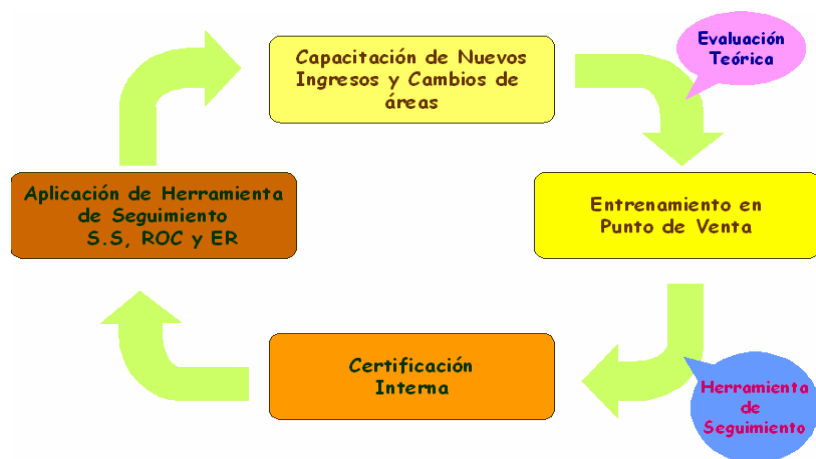 Capacitación de Nuevos
Ingresos y Cambios de
áreas
Evaluación
Teórica
Entrenamiento en
Punto de Venta
Herramienta
de
Seguimiento
Certificación
Interna
Aplicación de Herramienta
de Seguimiento
S.S, ROC y ER